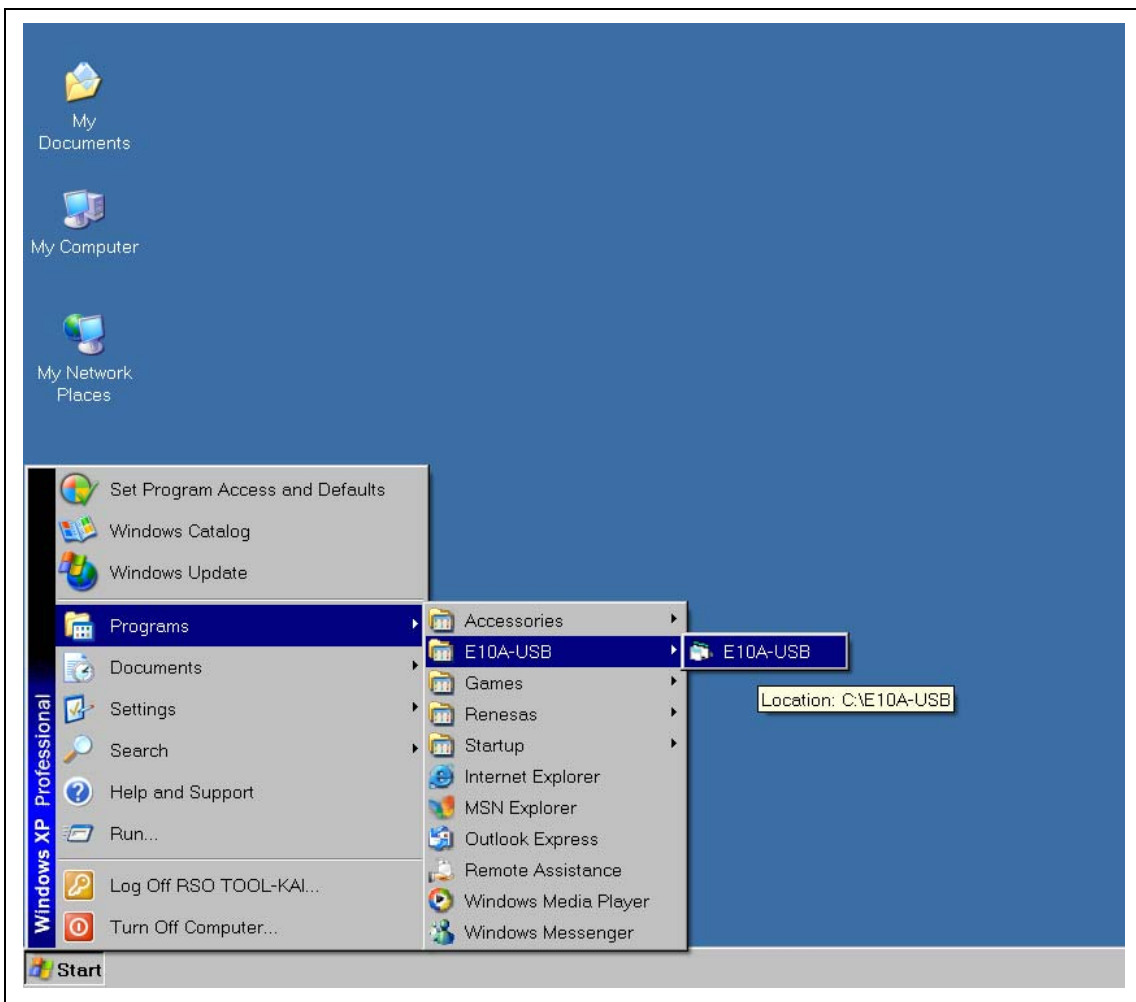 My
Documents
My Computer
My Network
Places
Set Program Access and Defaults
Windows Catalog
Windows Update
Programs
Documents
Settings
Search
Help and Support
Run...
Log Off RSO TOOL-KAI...
Turn Off Computer...
Windows XP Professional
Accessories
E10A-USB
Games
Renesas
Startup
Internet Explorer
MSN Explorer
Outlook Express
Remote Assistance
Windows Media Player
Windows Messenger
E10A-USB
Location: C:\E10A-USB
Start